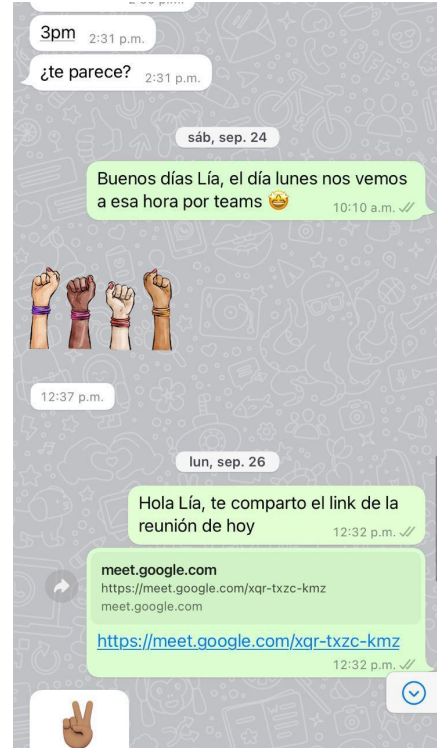 3pm 2:31 p.m.
¿te parece? 2:31 p.m.
sáb, sep. 24
Buenos días Lía, el día lunes nos vemos
a esa hora por teams 🤩
10:10 a.m.
12:37 p.m.
lun, sep. 26
Hola Lía, te comparto el link de la
reunión de hoy
12:32 p.m.
meet.google.com
https://meet.google.com/xqr-txzc-kmz
meet.google.com
https://meet.google.com/xqr-txzc-kmz
12:32 p.m.